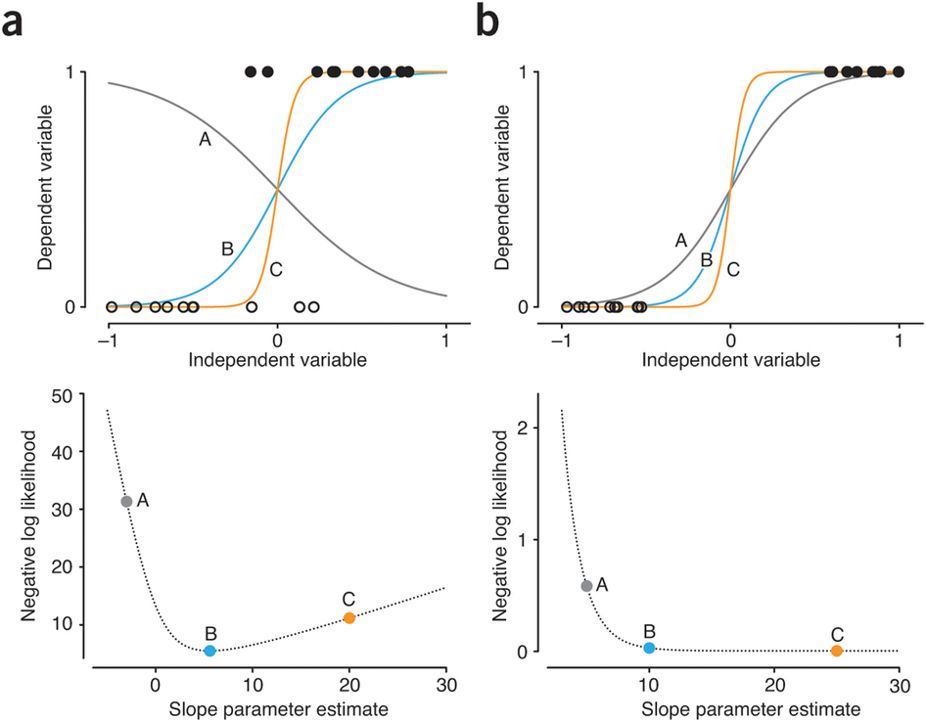 a
1
0
Dependent variable
A
B
C
−1
0
1
Independent variable
50
40
30
20
10
Negative log likelihood
A
B
C
0
10
20
30
Slope parameter estimate
b
1
0
Dependent variable
A
B
C
−1
0
1
Independent variable
2
1
0
Negative log likelihood
A
B
C
10
20
30
Slope parameter estimate